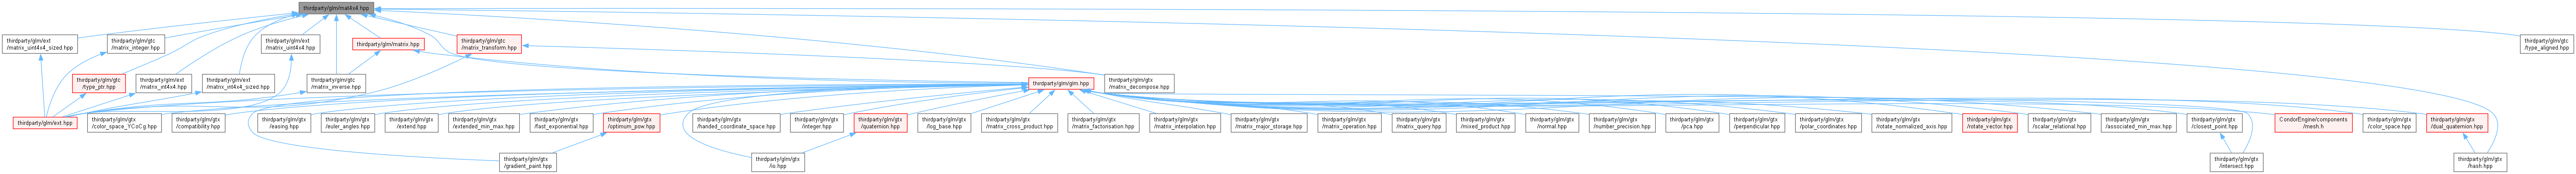 thirdparty/glm/mat4x4.hpp
thirdparty/glm/ext
/matrix_uint4x4_sized.hpp
thirdparty/glm/gtc
/matrix_integer.hpp
thirdparty/glm/ext
/matrix_uint4x4.hpp
thirdparty/glm/matrix.hpp
thirdparty/glm/gtc
/matrix_transform.hpp
thirdparty/glm/gtc
/type_aligned.hpp
thirdparty/glm/gtc
/type_ptr.hpp
thirdparty/glm/ext
/matrix_int4x4.hpp
thirdparty/glm/ext
/matrix_int4x4_sized.hpp
thirdparty/glm/gtc
/matrix_inverse.hpp
thirdparty/glm/glm.hpp
thirdparty/glm/gtx
/matrix_decompose.hpp
thirdparty/glm/ext.hpp
thirdparty/glm/gtx
/color_space_YCoCg.hpp
thirdparty/glm/gtx
/compatibility.hpp
thirdparty/glm/gtx
/easing.hpp
thirdparty/glm/gtx
/euler_angles.hpp
thirdparty/glm/gtx
/extend.hpp
thirdparty/glm/gtx
/extended_min_max.hpp
thirdparty/glm/gtx
/fast_exponential.hpp
thirdparty/glm/gtx
/optimum_pow.hpp
thirdparty/glm/gtx
/handed_coordinate_space.hpp
thirdparty/glm/gtx
/integer.hpp
thirdparty/glm/gtx
/quaternion.hpp
thirdparty/glm/gtx
/log_base.hpp
thirdparty/glm/gtx
/matrix_cross_product.hpp
thirdparty/glm/gtx
/matrix_factorisation.hpp
thirdparty/glm/gtx
/matrix_interpolation.hpp
thirdparty/glm/gtx
/matrix_major_storage.hpp
thirdparty/glm/gtx
/matrix_operation.hpp
thirdparty/glm/gtx
/matrix_query.hpp
thirdparty/glm/gtx
/mixed_product.hpp
thirdparty/glm/gtx
/normal.hpp
thirdparty/glm/gtx
/number_precision.hpp
thirdparty/glm/gtx
/pca.hpp
thirdparty/glm/gtx
/perpendicular.hpp
thirdparty/glm/gtx
/polar_coordinates.hpp
thirdparty/glm/gtx
/rotate_normalized_axis.hpp
thirdparty/glm/gtx
/rotate_vector.hpp
thirdparty/glm/gtx
/scalar_relational.hpp
thirdparty/glm/gtx
/associated_min_max.hpp
thirdparty/glm/gtx
/closest_point.hpp
CondorEngine/components
/mesh.h
thirdparty/glm/gtx
/color_space.hpp
thirdparty/glm/gtx
/dual_quaternion.hpp
thirdparty/glm/gtx
/gradient_paint.hpp
thirdparty/glm/gtx
/io.hpp
thirdparty/glm/gtx
/intersect.hpp
thirdparty/glm/gtx
/hash.hpp